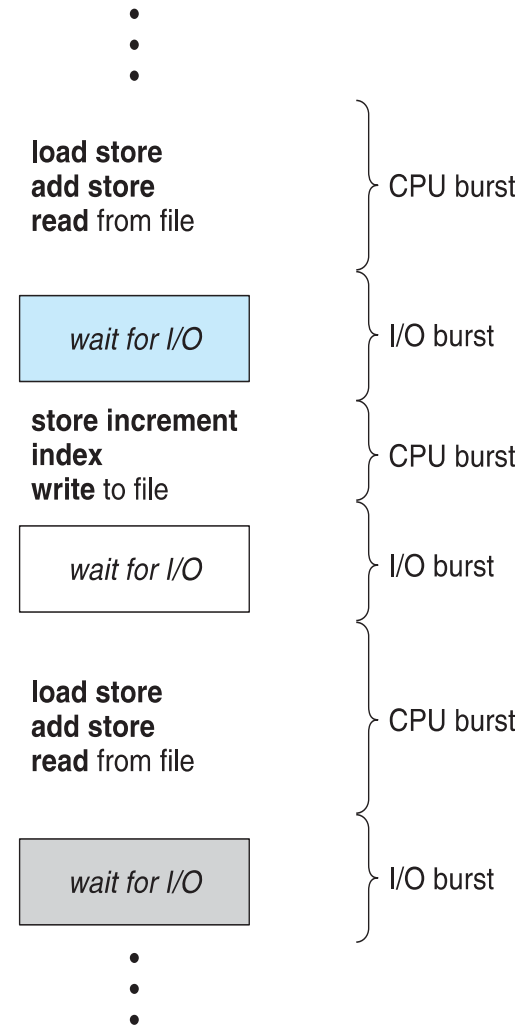 load store
add store
read from file
CPU burst
wait for I/O
I/O burst
store increment
index
write to file
CPU burst
wait for I/O
I/O burst
load store
add store
read from file
CPU burst
wait for I/O
I/O burst